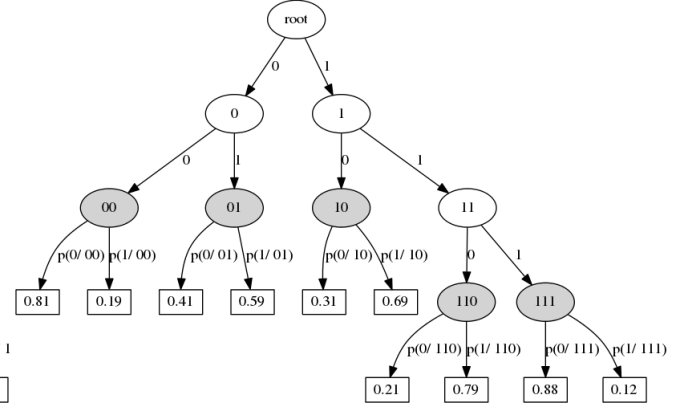 root
0 1
0 1
0 1 0 1
00 01 10 11
p(0/ 00) p(1/ 00) p(0/ 01) p(1/ 01) p(0/ 10) p(1/ 10) 0 1
0.81 0.19 0.41 0.59 0.31 0.69 110 111
1 p(0/ 110) p(1/ 110) p(0/ 111) p(1/ 111)
0.21 0.79 0.88 0.12